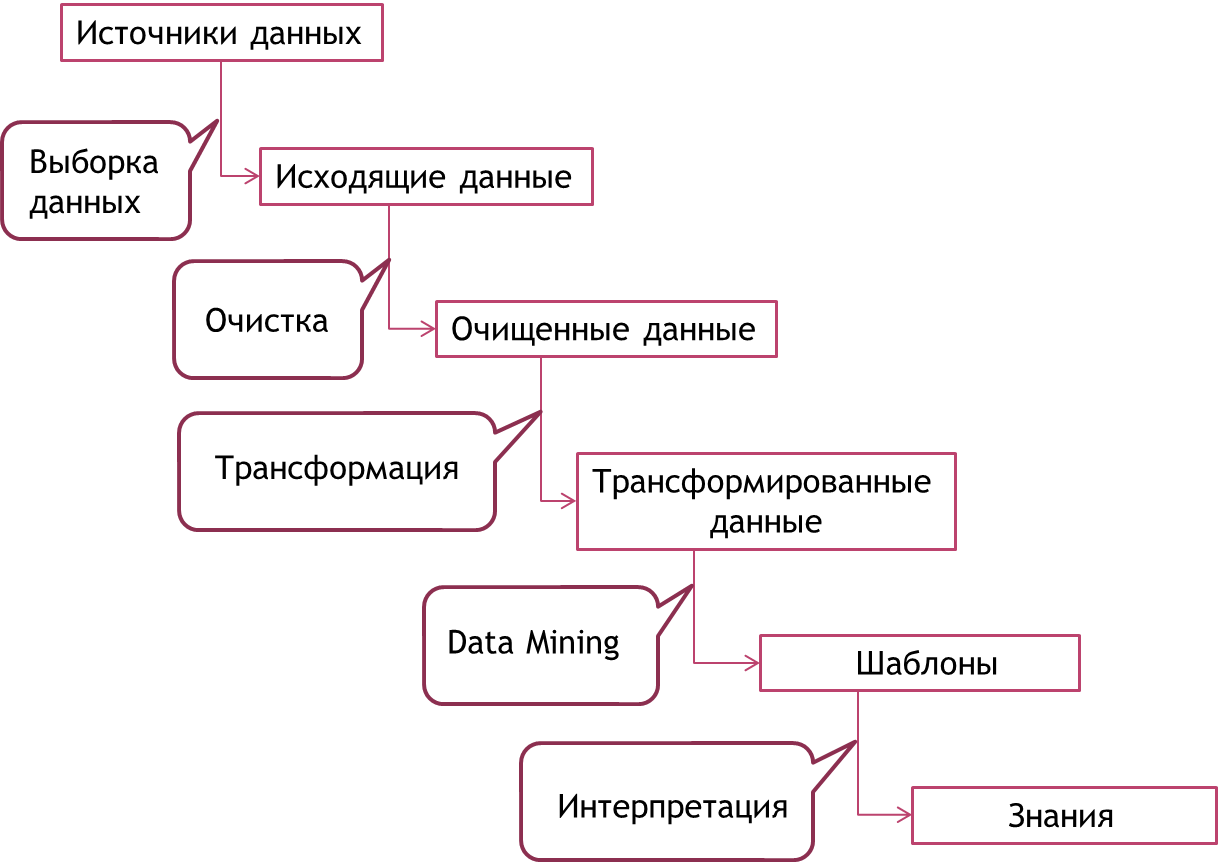 Источники данных
Выборка
данных
Исходящие данные
Очистка
Очищенные данные
Трансформация
Трансформированные
данные
Data Mining
Шаблоны
Интерпретация
Знания